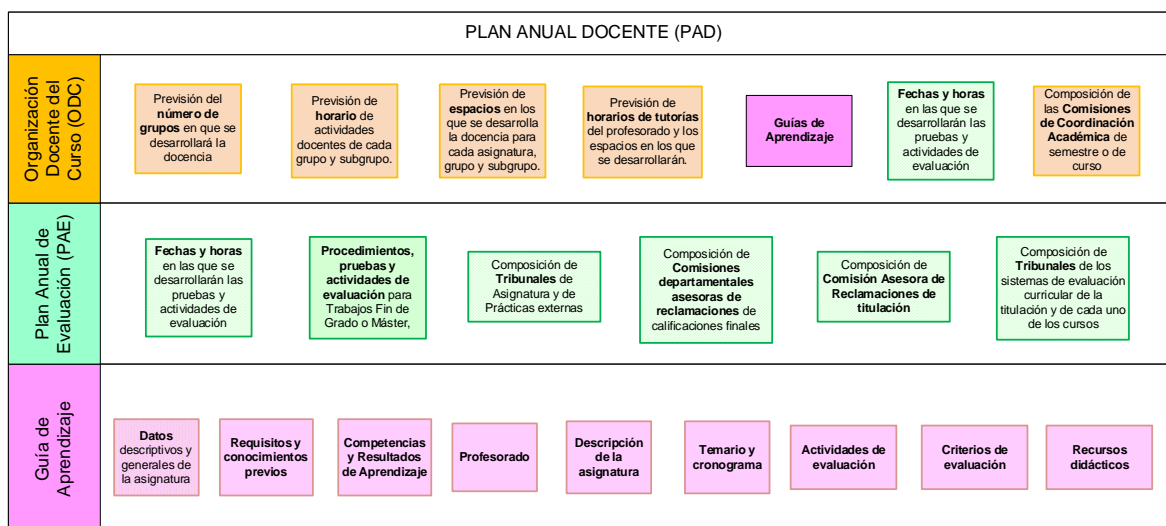 PLAN ANUAL DOCENTE (PAD)
Organización
Docente del
Curso (ODC)
Previsión del
número de
grupos en que se
desarrollará la
docencia
Previsión de
horario de
actividades
docentes de cada
grupo y subgrupo.
Previsión de
espacios en los
que se desarrolla
la docencia para
cada asignatura,
grupo y subgrupo.
Previsión de
horarios de tutorías
del profesorado y los
espacios en los que
se desarrollarán.
Guías de
Aprendizaje
Fechas y horas
en las que se
desarrollarán las
pruebas y
actividades de
evaluación
Composición de
las Comisiones
de Coordinación
Académica de
semestre o de
curso
Plan Anual de
Evaluación (PAE)
Fechas y horas
en las que se
desarrollarán las
pruebas y
actividades de
evaluación
Procedimientos,
pruebas y
actividades de
evaluación para
Trabajos Fin de
Grado o Máster,
Composición de
Tribunales de
Asignatura y de
Prácticas externas
Composición de
Comisiones
departamentales
asesoras de
reclamaciones de
calificaciones finales
Composición de
Comisión Asesora de
Reclamaciones de
titulación
Composición de
Tribunales de los
sistemas de evaluación
curricular de la
titulación y de cada uno
de los cursos
Guía de
Aprendizaje
Datos
descriptivos y
generales de
la asignatura
Requisitos y
conocimientos
previos
Competencias
y Resultados
de Aprendizaje
Profesorado
Descripción
de la
asignatura
Temario y
cronograma
Actividades de
evaluación
Criterios de
evaluación
Recursos
didácticos